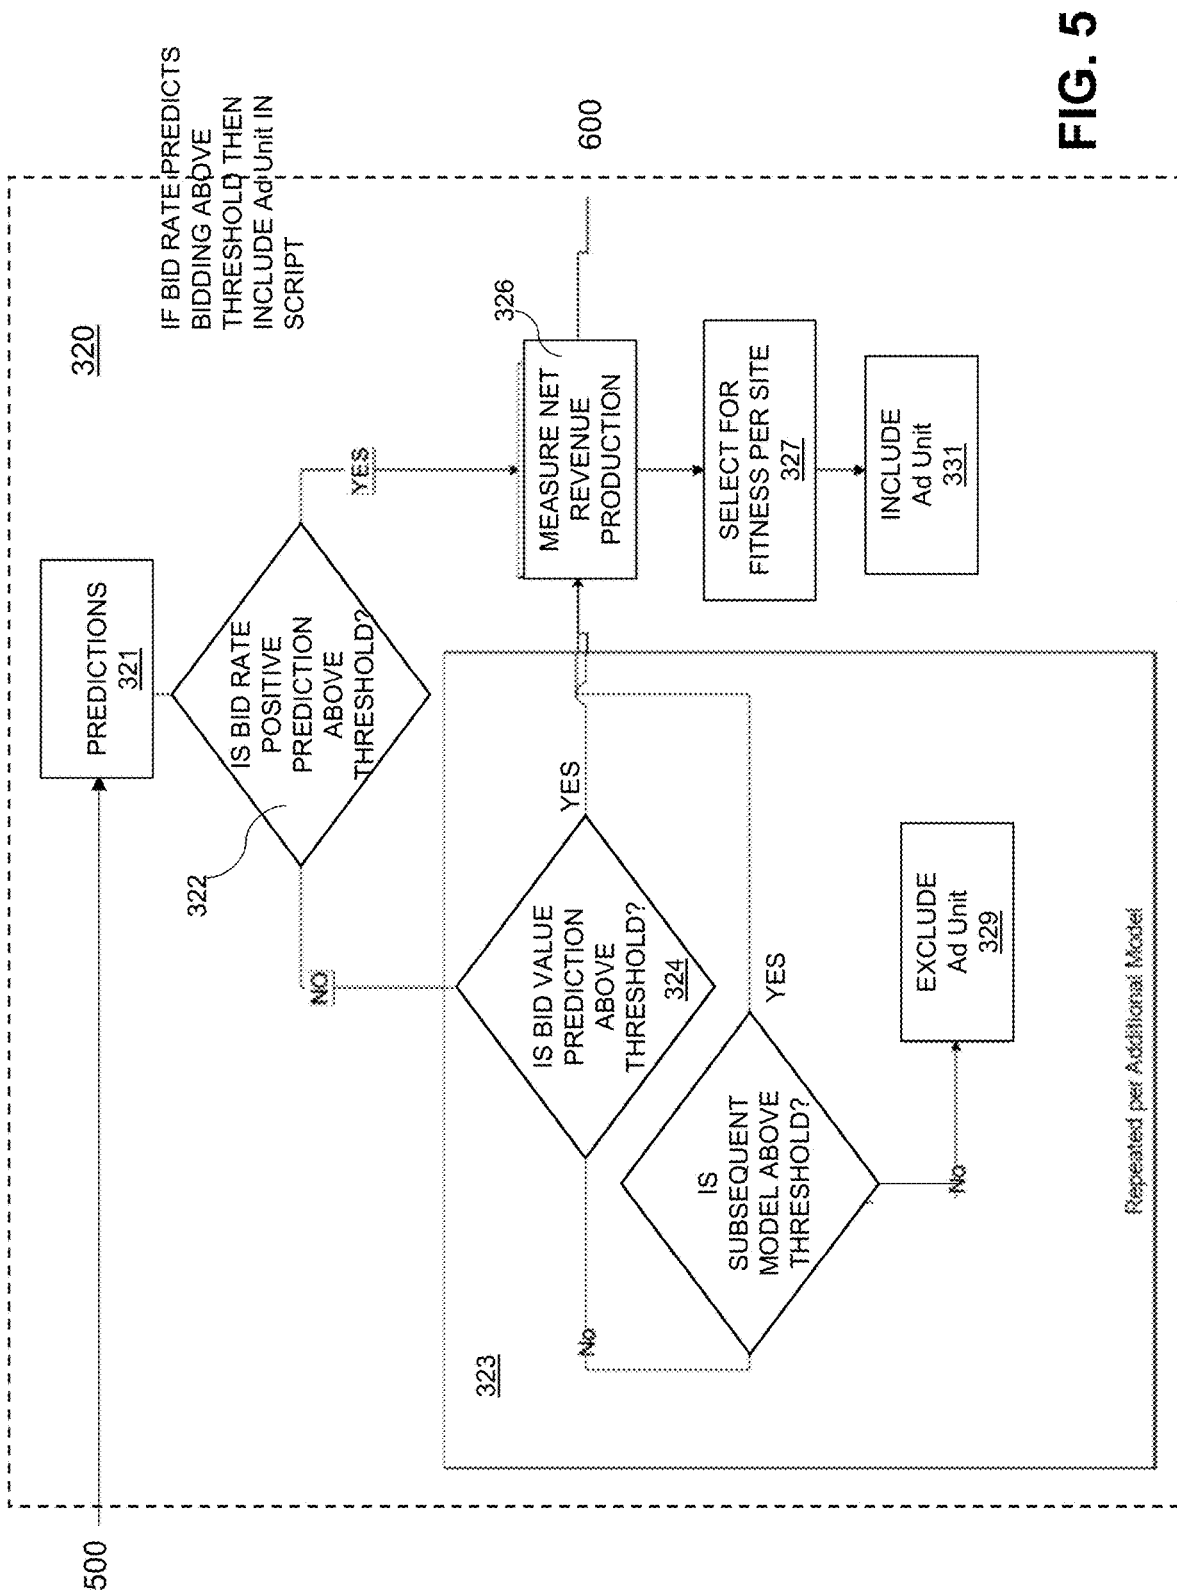 500
PREDICTIONS
321
320
IF BID RATE PREDICTS
BIDDING ABOVE
THRESHOLD THEN
INCLUDE Ad Unit IN
SCRIPT
322
IS BID RATE
POSITIVE
PREDICTION
ABOVE
THRESHOLD?
NO
YES
323
IS BID VALUE
PREDICTION
ABOVE
THRESHOLD?
324
YES
No
326
MEASURE NET
REVENUE
PRODUCTION
600
IS
SUBSEQUENT
MODEL ABOVE
THRESHOLD?
YES
No
SELECT FOR
FITNESS PER SITE
327
EXCLUDE
Ad Unit
329
INCLUDE
Ad Unit
331
Repeated per Additional Model
FIG. 5